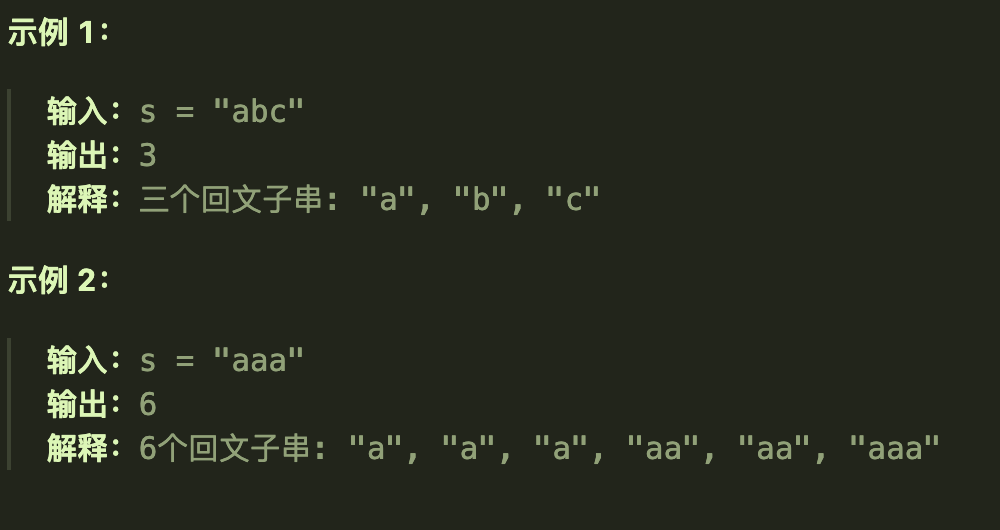 示例 1：
输入：s = "abc"
输出：3
解释：三个回文子串: "a", "b", "c"
示例 2：
输入：s = "aaa"
输出：6
解释：6个回文子串: "a", "a", "a", "aa", "aa", "aaa"